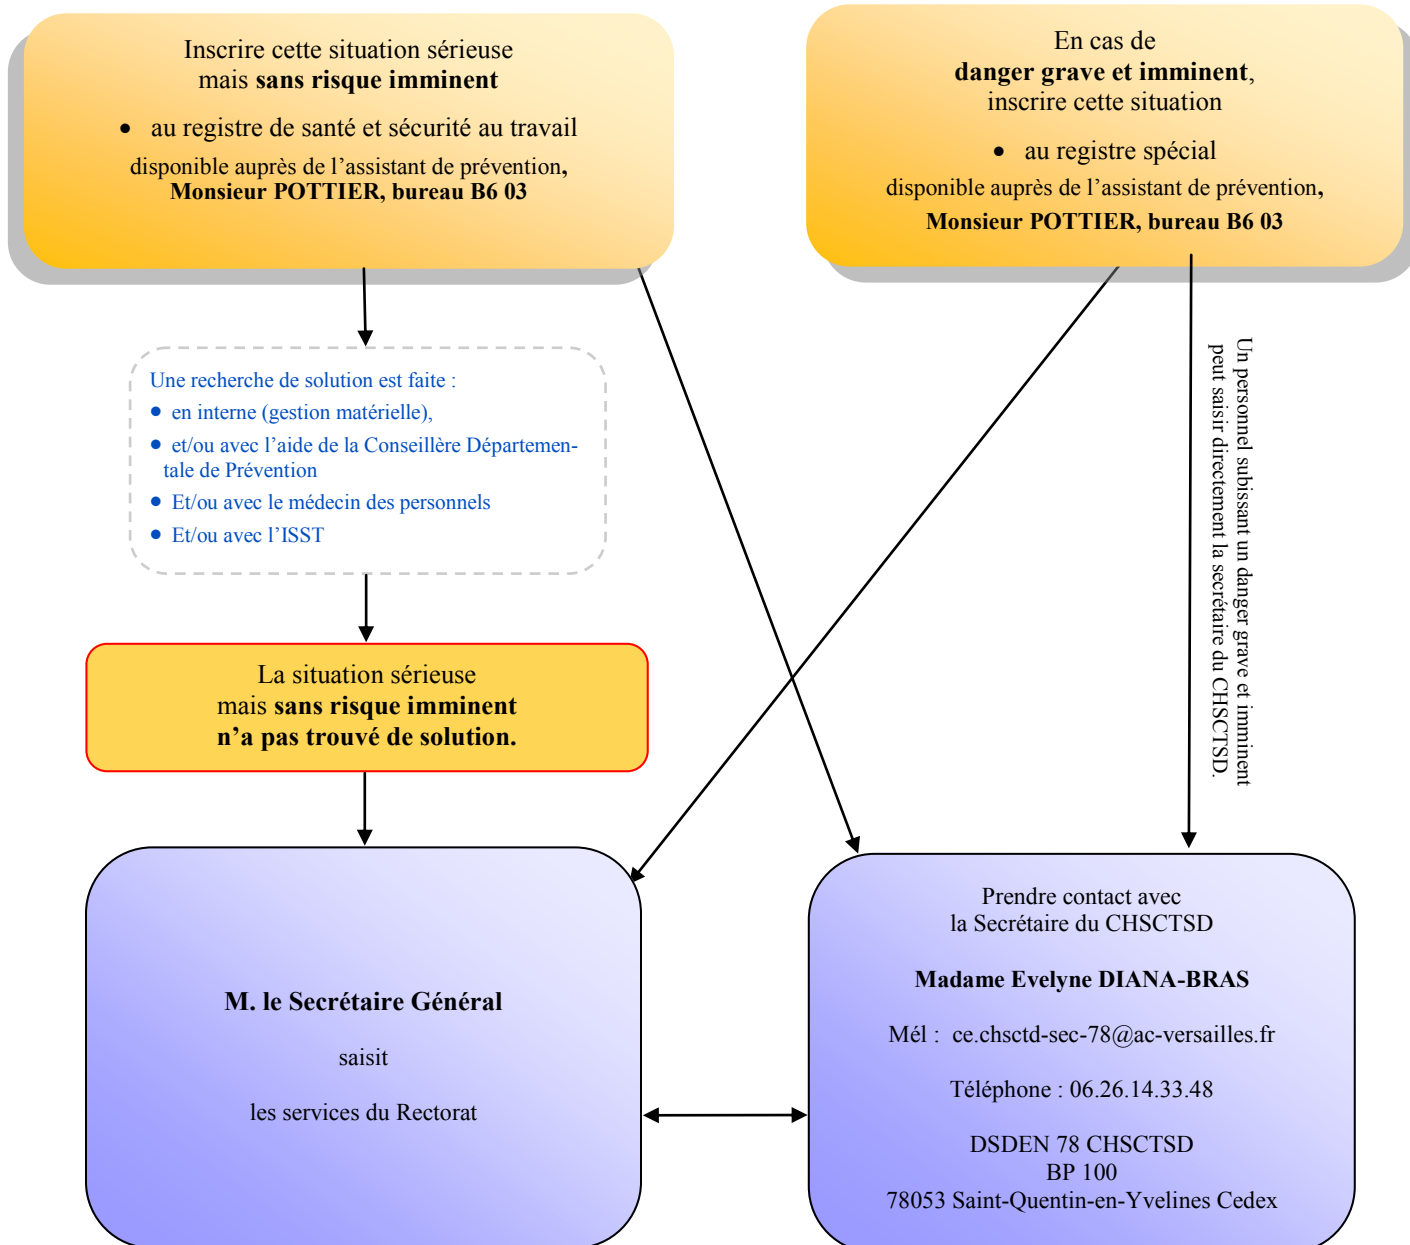 Inscrire cette situation sérieuse
mais sans risque imminent
• au registre de santé et sécurité au travail
disponible auprès de l’assistant de prévention,
Monsieur POTTIER, bureau B6 03
En cas de
danger grave et imminent,
inscrire cette situation
• au registre spécial
disponible auprès de l’assistant de prévention,
Monsieur POTTIER, bureau B6 03
Une recherche de solution est faite :
• en interne (gestion matérielle),
• et/ou avec l’aide de la Conseillère Départemen-
tale de Prévention
• Et/ou avec le médecin des personnels
• Et/ou avec l’ISST
Un personnel subissant un danger grave et imminent
peut saisir directement la secrétaire du CHSCTSD.
La situation sérieuse
mais sans risque imminent
n’a pas trouvé de solution.
M. le Secrétaire Général
saisit
les services du Rectorat
Prendre contact avec
la Secrétaire du CHSCTSD
Madame Evelyne DIANA-BRAS
Mél :  ce.chsctd-sec-78@ac-versailles.fr
Téléphone : 06.26.14.33.48
DSDEN 78 CHSCTSD
BP 100
78053 Saint-Quentin-en-Yvelines Cedex